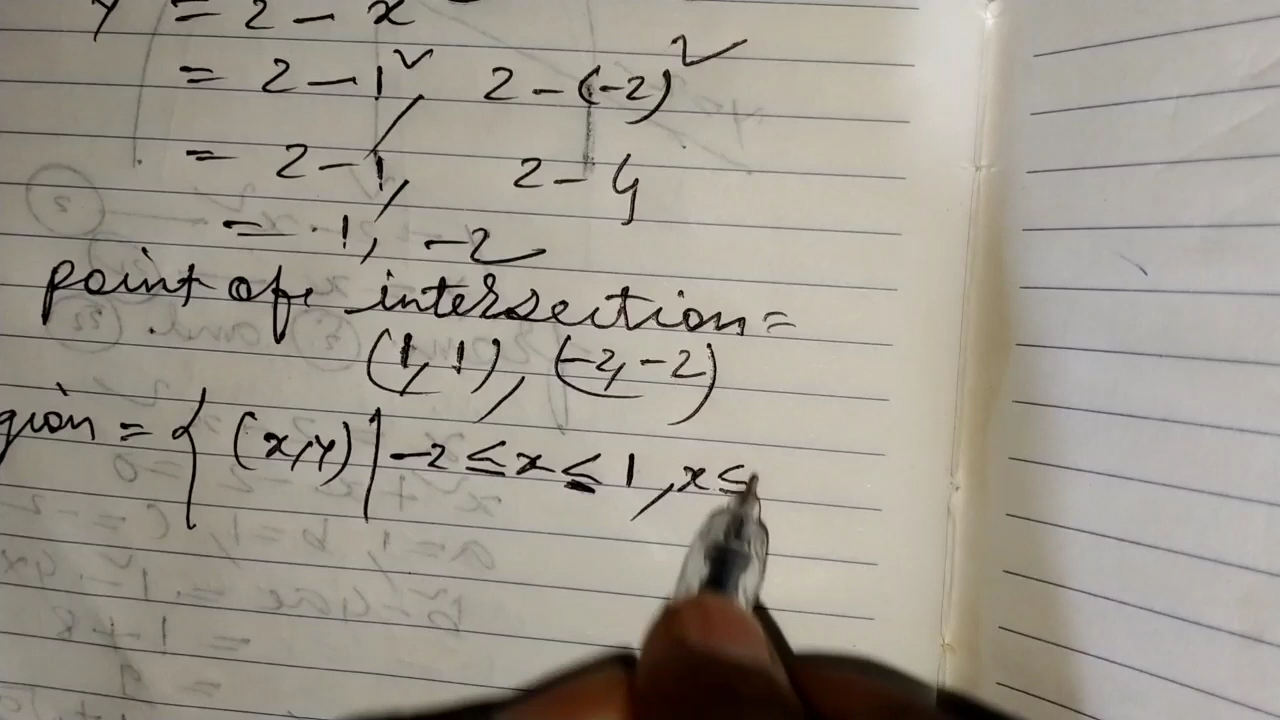 y = 2 - x
= 2 - 1², 2 - (-2)²
= 2 - 1, 2 - 4
= 1, -2
point of intersection =
(1, 1), (-2, -2)
gion = { (x, y) | -2 ≤ x ≤ 1, x ≤